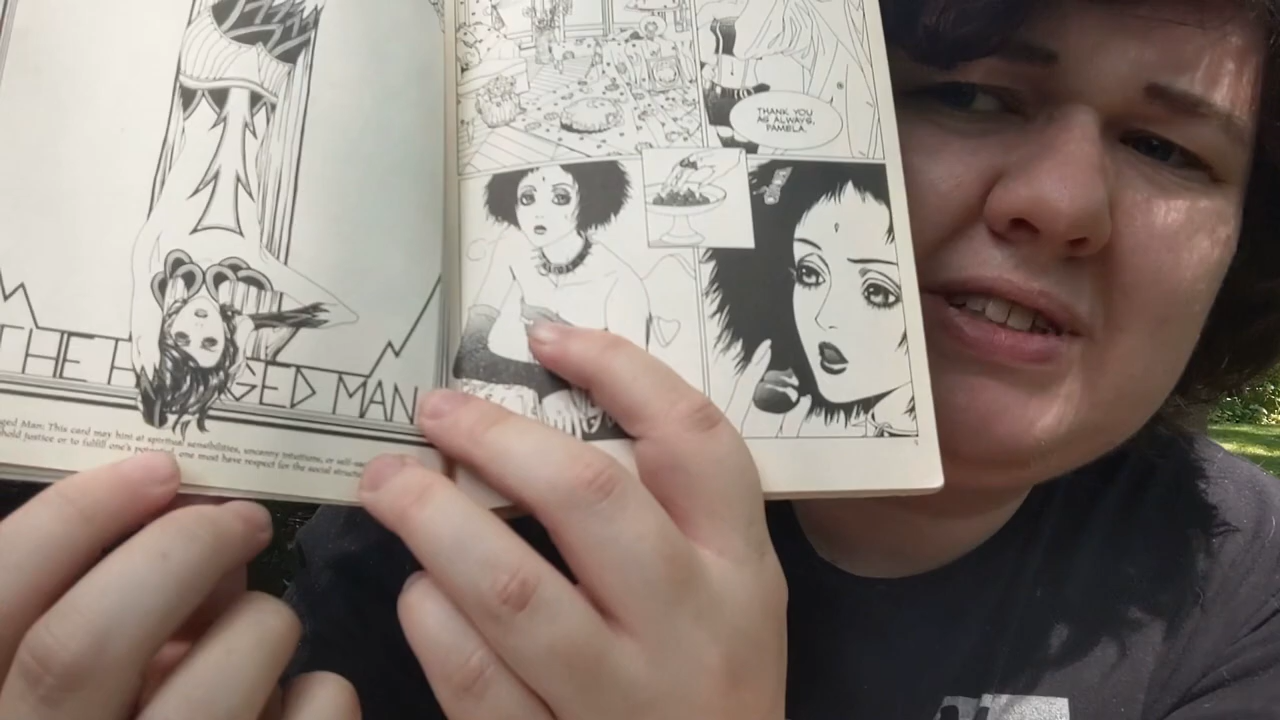 THE H GED MAN
ged Man: This card may hint at spiritual sensibilities, uncanny intuitions, or self-sac
hold justice or to fulfill one's potential, one must have respect for the social structu
THANK YOU
AS ALWAYS,
PAMELA.